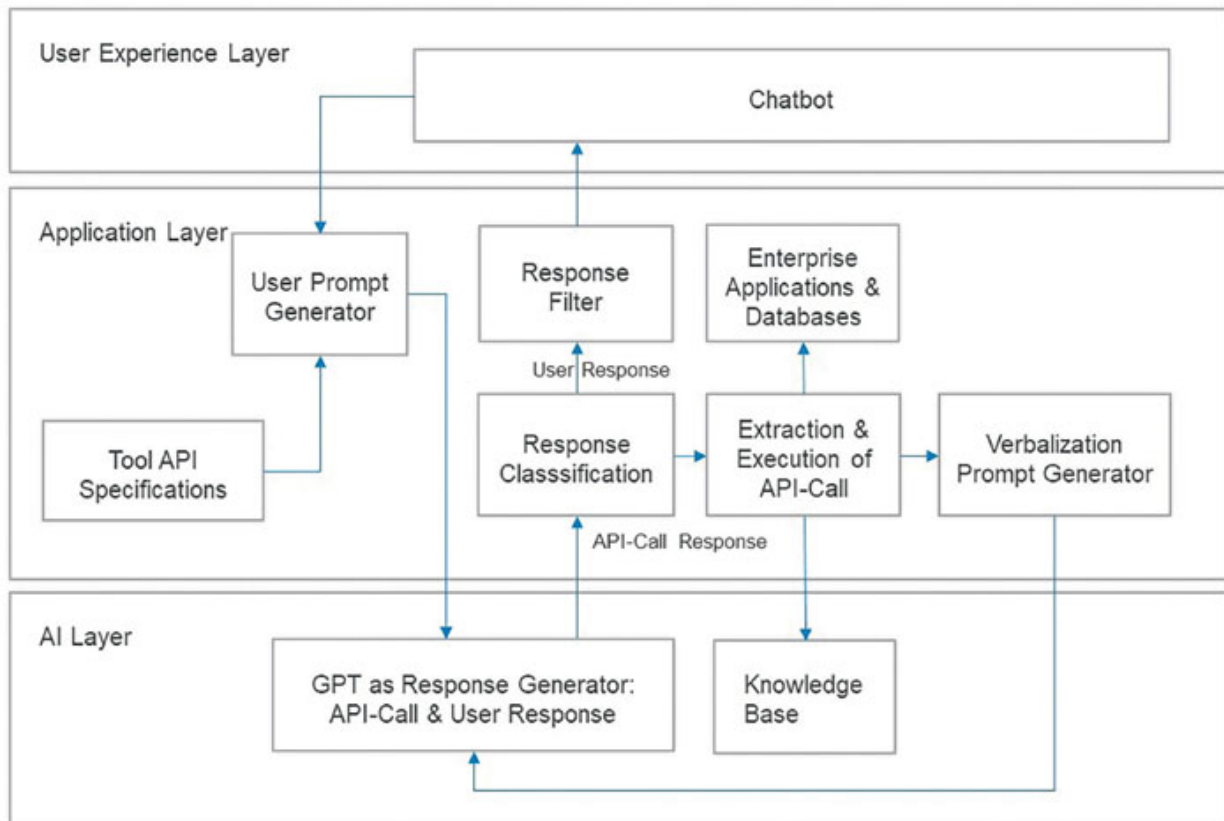 User Experience Layer
Chatbot
Application Layer
User Prompt
Generator
Response
Filter
Enterprise
Applications &
Databases
User Response
Tool API
Specifications
Response
Classsification
Extraction &
Execution of
API-Call
Verbalization
Prompt Generator
API-Call Response
AI Layer
GPT as Response Generator:
API-Call & User Response
Knowledge
Base